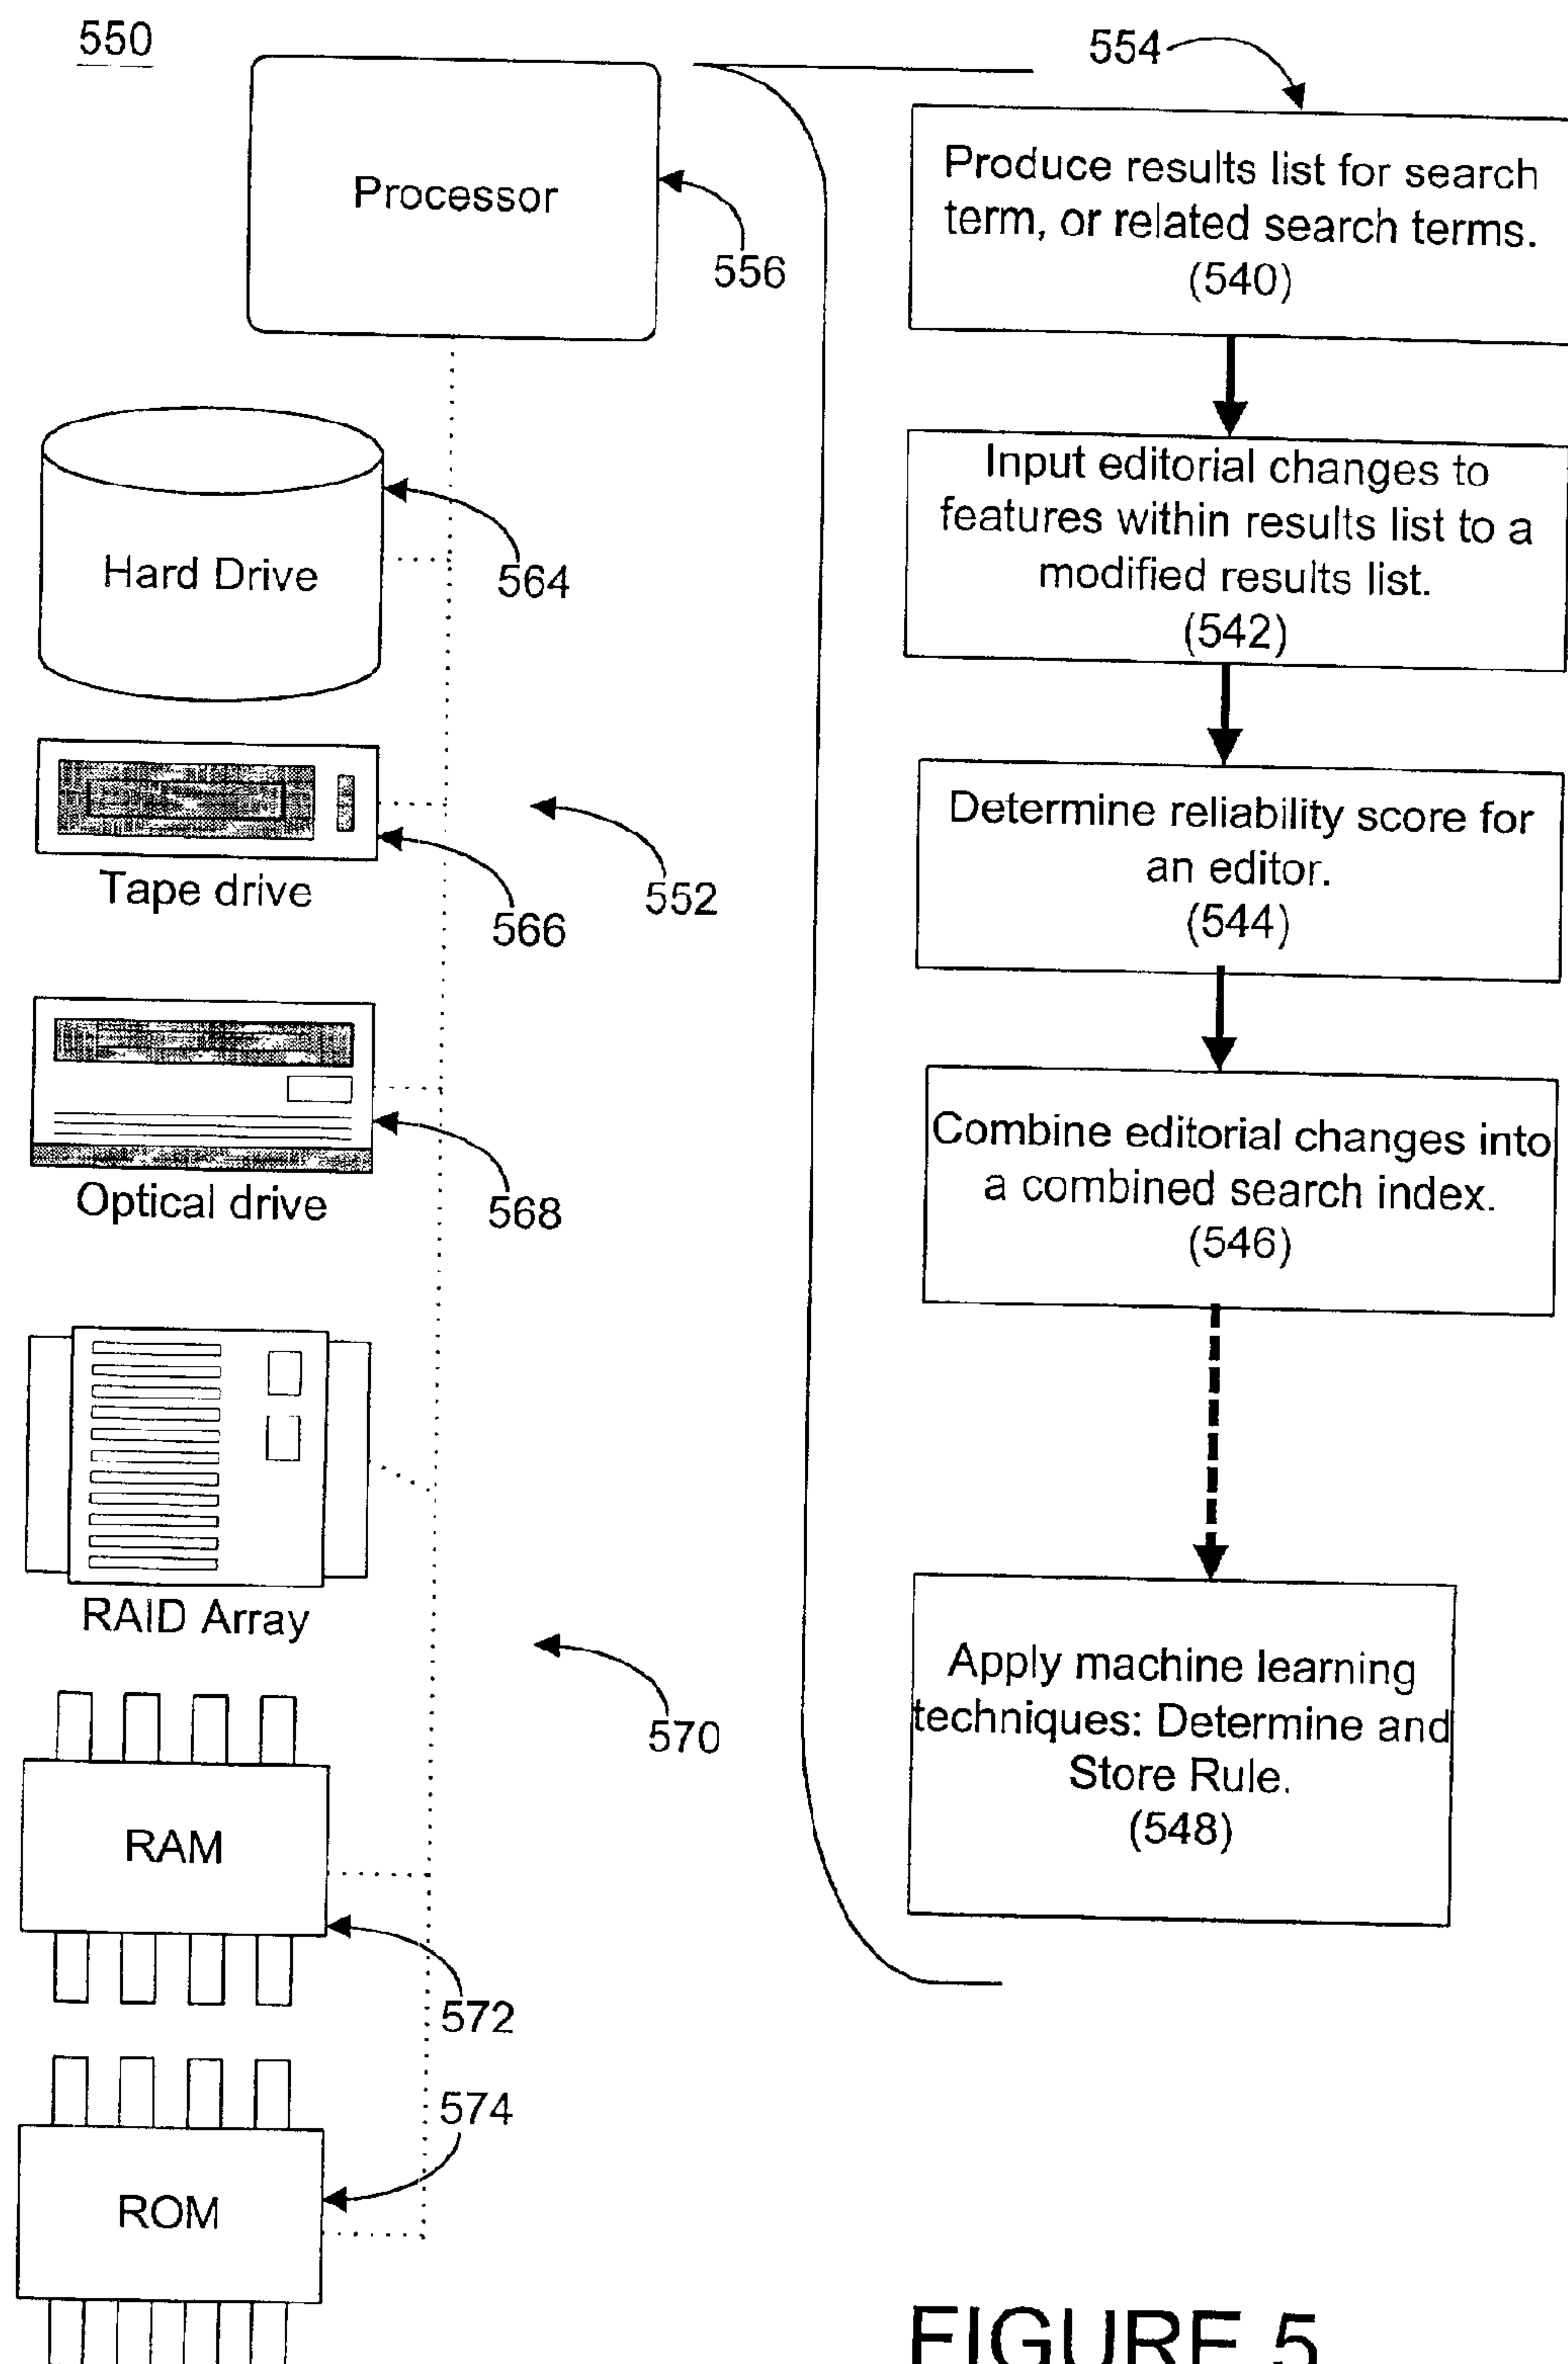 550
Processor
556
Hard Drive
564
Tape drive
566
552
Optical drive
568
RAID Array
570
RAM
572
574
ROM
554
Produce results list for search
term, or related search terms.
(540)
Input editorial changes to
features within results list to a
modified results list.
(542)
Determine reliability score for
an editor.
(544)
Combine editorial changes into
a combined search index.
(546)
Apply machine learning
techniques: Determine and
Store Rule.
(548)
FIGURE 5